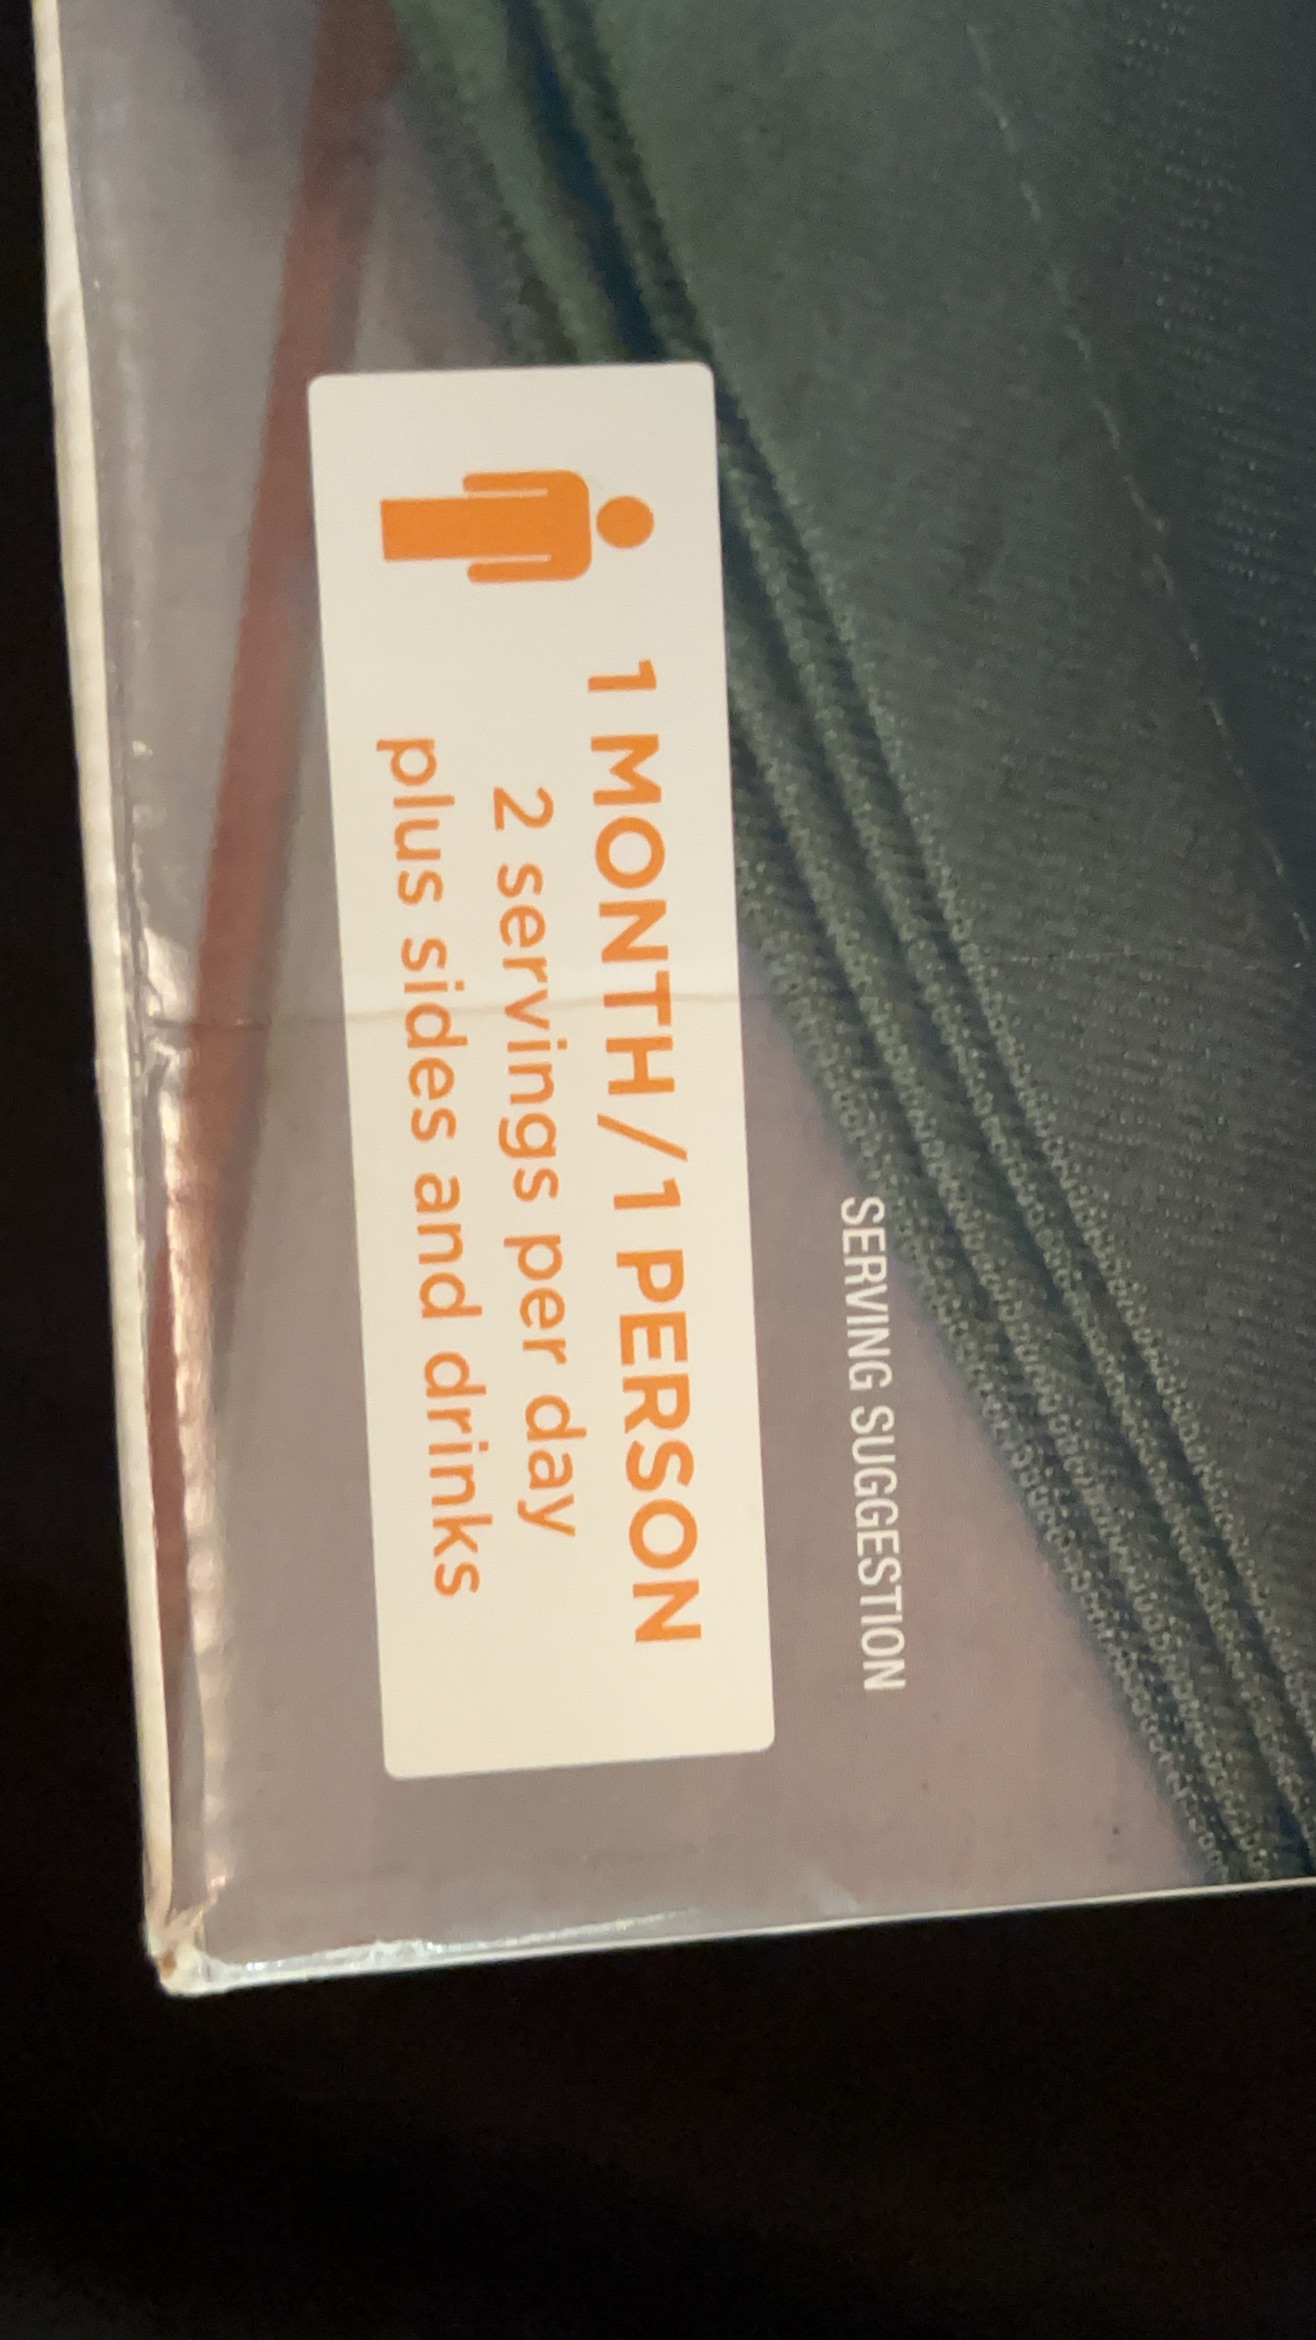 SERVING SUGGESTION
1 MONTH / 1 PERSON
2 servings per day
plus sides and drinks